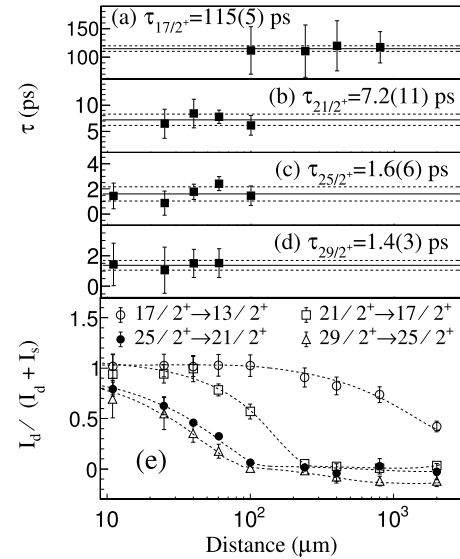 (a) τ17/2+=115(5) ps
150
100
(b) τ21/2+=7.2(11) ps
10
5
τ (ps)
4
2
0
(c) τ25/2+=1.6(6) ps
(d) τ29/2+=1.4(3) ps
2
0
1.5
1
0.5
0
Id / (Id + Is)
17/2+→13/2+ 21/2+→17/2+
25/2+→21/2+ 29/2+→25/2+
(e)
10 10² 10³
Distance (μm)